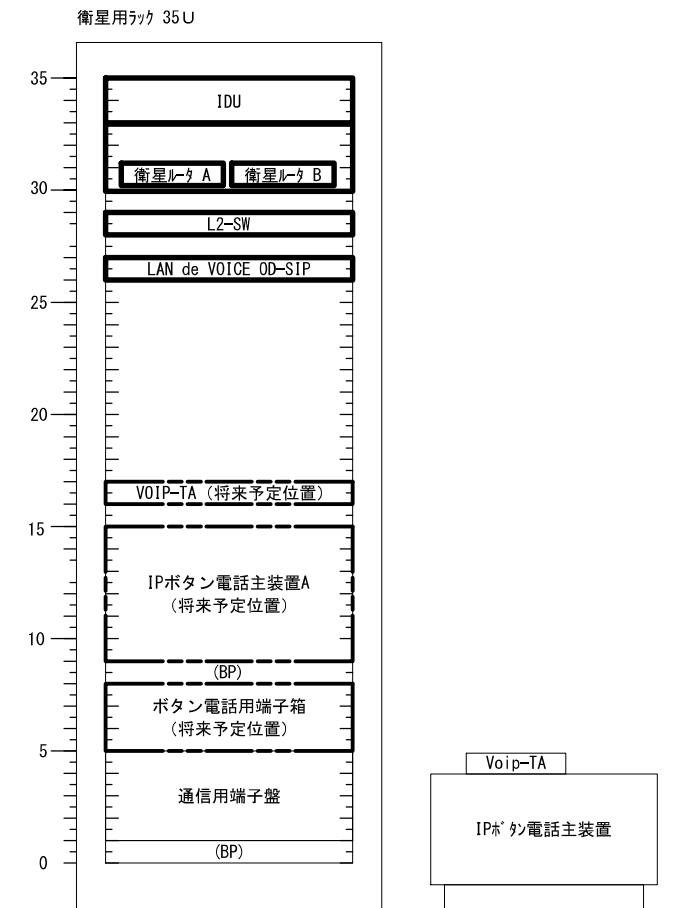 衛星用ﾗｯｸ 35U
35
IDU
衛星ﾙｰﾀ A
衛星ﾙｰﾀ B
30
L2-SW
LAN de VOICE OD-SIP
25
20
VOIP-TA (将来予定位置)
15
IPボタン電話主装置A
(将来予定位置)
10
(BP)
ボタン電話用端子箱
(将来予定位置)
5
通信用端子盤
(BP)
0
Voip-TA
IPﾎﾞﾀﾝ電話主装置